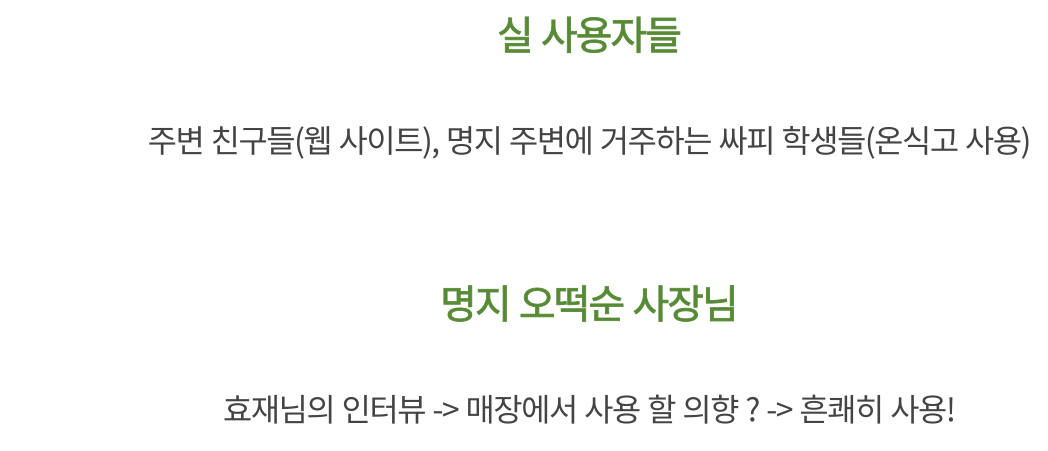 실 사용자들
주변 친구들(웹 사이트), 명지 주변에 거주하는 싸피 학생들(온식고 사용)
명지 오떡순 사장님
효재님의 인터뷰 -> 매장에서 사용 할 의향 ? -> 흔쾌히 사용!